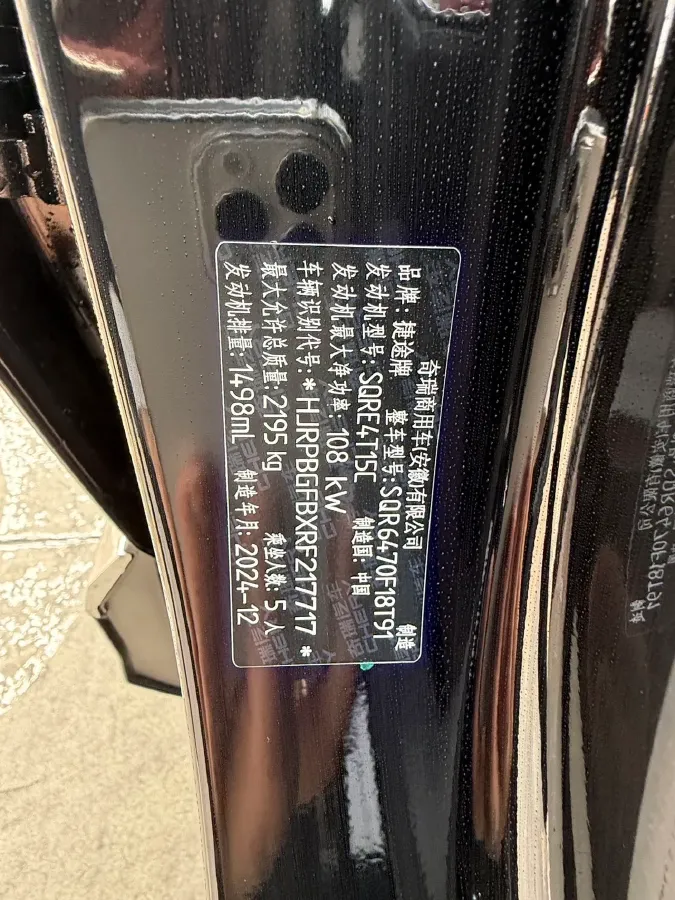 奇瑞商用车(安徽)有限公司 制造
品牌:捷途牌 整车型号:SQR6470F18T91
发动机型号:SQRE4T15C 制造国:中国
发动机最大净功率:108 kW
车辆识别代号:*HJRPBGFBXRF217717*
最大允许总质量:2195 kg 乘坐人数:5 人
发动机排量:1498mL 制造年月:2024-12